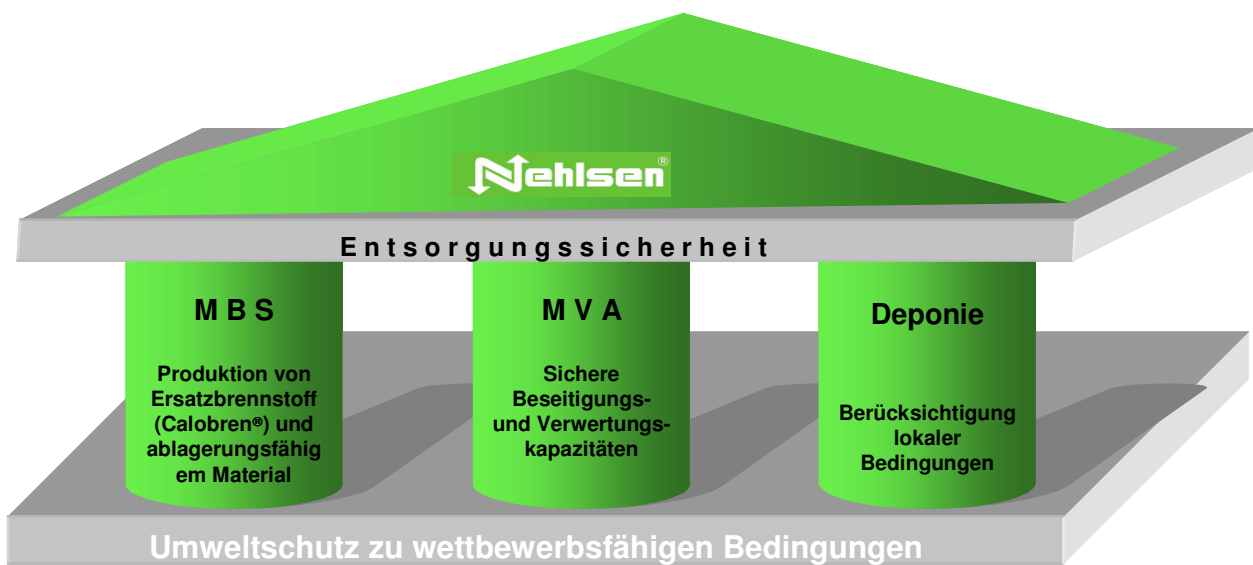 Nehlsen®
Entsorgungssicherheit
M B S
Produktion von
Ersatzbrennstoff
(Calobren®) und
ablagerungsfähig
em Material
M V A
Sichere
Beseitigungs-
und Verwertungs-
kapazitäten
Deponie
Berücksichtigung
lokaler
Bedingungen
Umweltschutz zu wettbewerbsfähigen Bedingungen